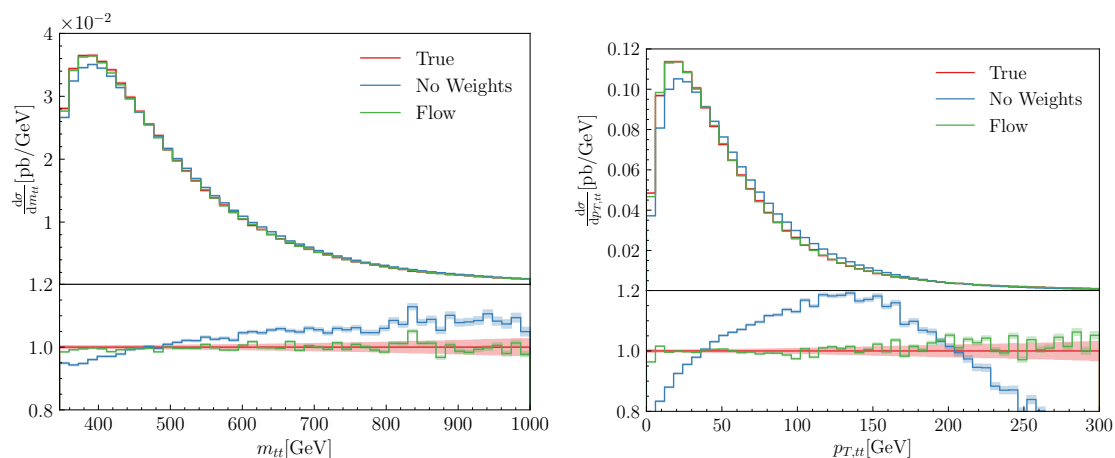 ×10⁻²
4
3
2
1
dσ/dm_tt [pb/GeV]
True
No Weights
Flow
1.2
1.0
0.8
400 500 600 700 800 900 1000
m_tt[GeV]
0.12
0.10
0.08
0.06
0.04
0.02
dσ/dp_T,tt [pb/GeV]
True
No Weights
Flow
1.2
1.0
0.8
0 50 100 150 200 250 300
p_T,tt[GeV]